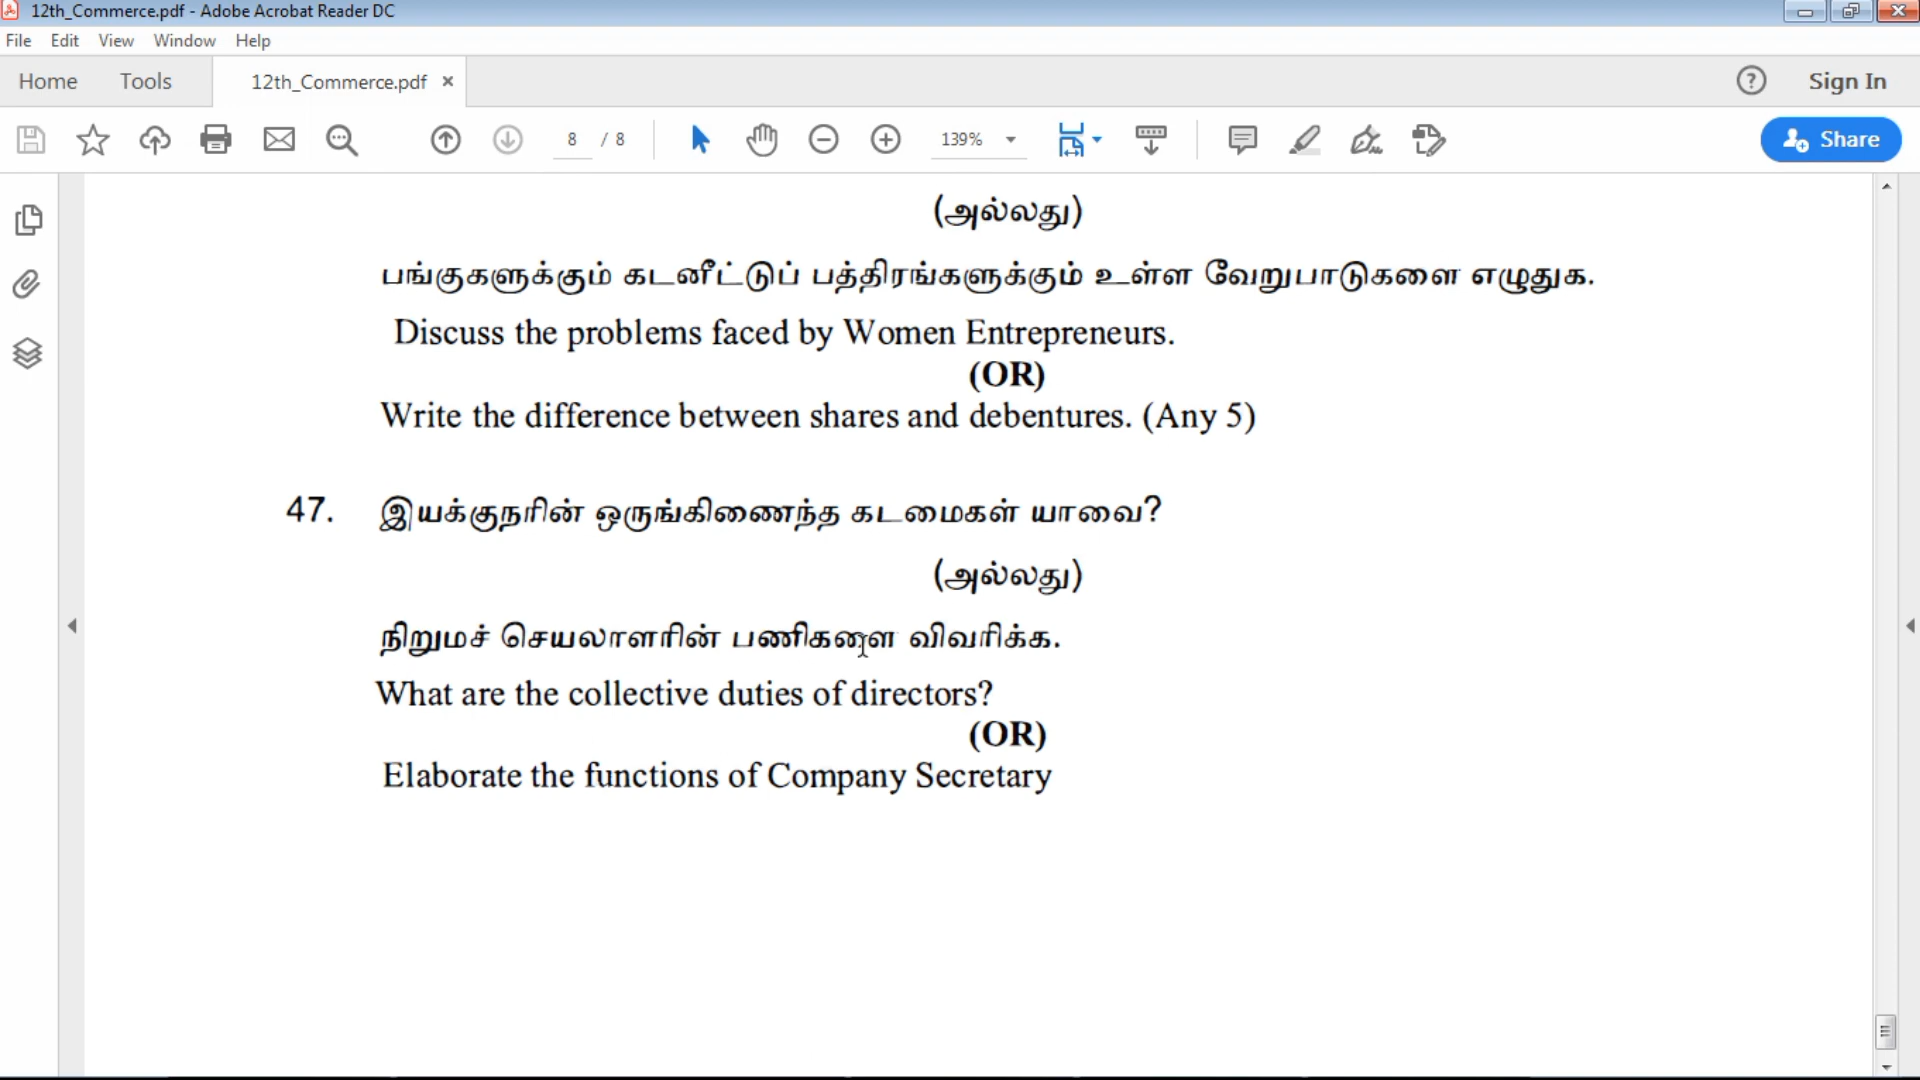 12th_Commerce.pdf - Adobe Acrobat Reader DC
File Edit View Window Help
Home Tools 12th_Commerce.pdf × ? Sign In
8 / 8 139% Share
(அல்லது)
பங்குகளுக்கும் கடனீட்டுப் பத்திரங்களுக்கும் உள்ள வேறுபாடுகளை எழுதுக.
Discuss the problems faced by Women Entrepreneurs.
(OR)
Write the difference between shares and debentures. (Any 5)
47. இயக்குநரின் ஒருங்கிணைந்த கடமைகள் யாவை?
(அல்லது)
நிறுமச் செயலாளரின் பணிகளை விவரிக்க.
What are the collective duties of directors?
(OR)
Elaborate the functions of Company Secretary